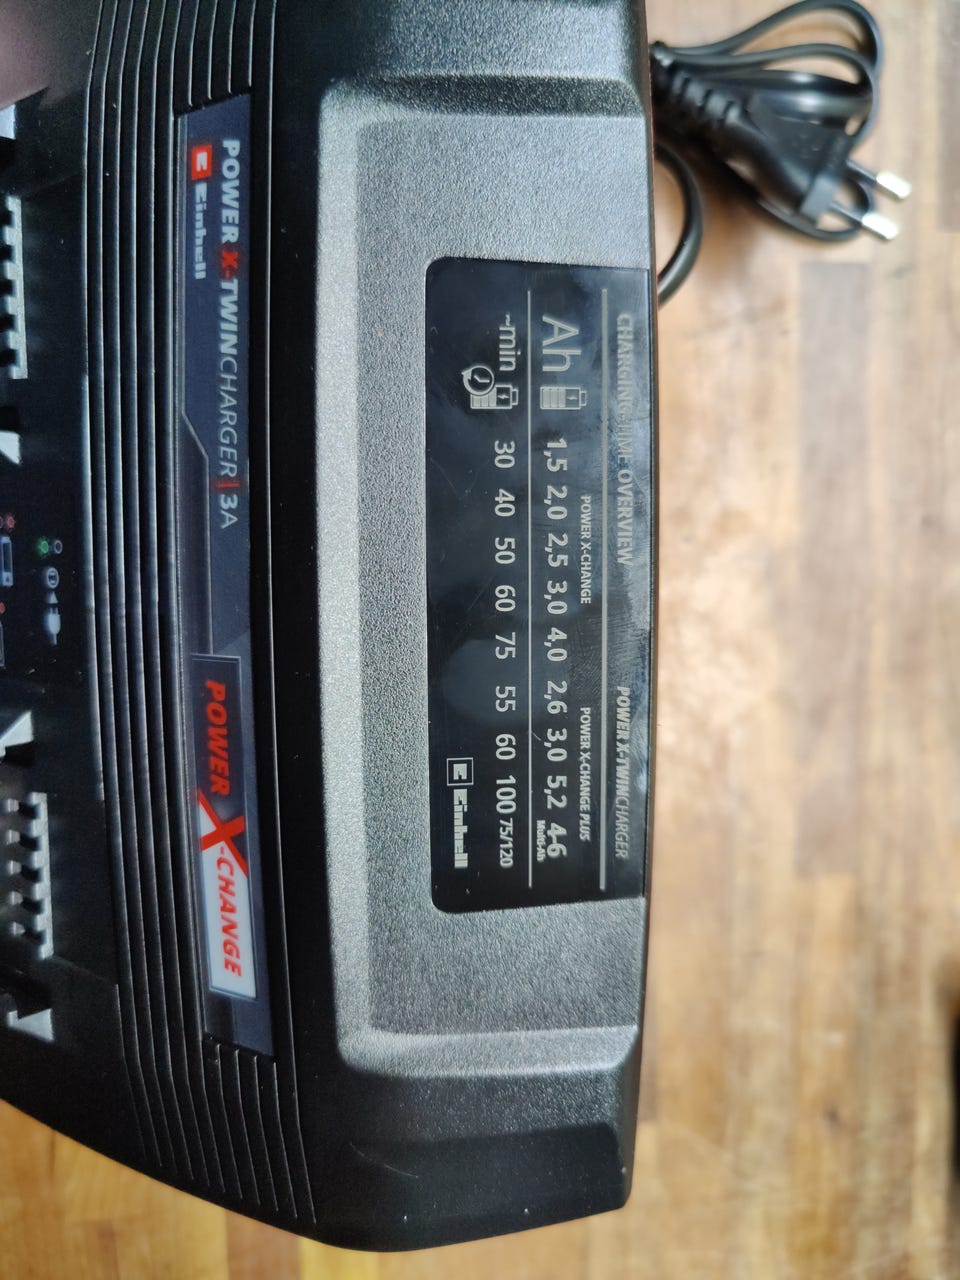 CHARGING TIME OVERVIEW POWER X-TWINCHARGER
POWER X-CHANGE POWER X-CHANGE PLUS
Ah 1,5 2,0 2,5 3,0 4,0 2,6 3,0 5,2 4-6
Multi-Ah
~min 30 40 50 60 75 55 60 100 75/120
Einhell
POWER X-TWINCHARGER 3A
Einhell
POWER X-CHANGE